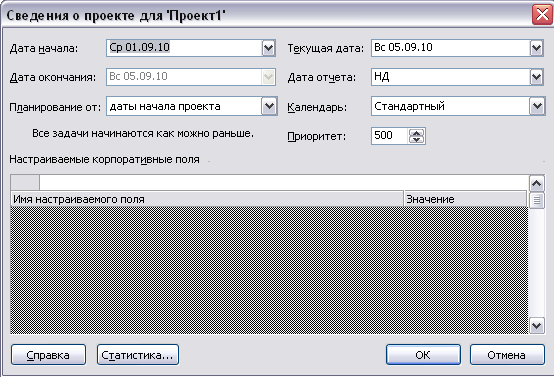 Сведения о проекте для 'Проект1'
Дата начала: Ср 01.09.10 Текущая дата: Вс 05.09.10
Дата окончания: Вс 05.09.10 Дата отчета: НД
Планирование от: даты начала проекта Календарь: Стандартный
Все задачи начинаются как можно раньше. Приоритет: 500
Настраиваемые корпоративные поля
Имя настраиваемого поля Значение
Справка Статистика... ОК Отмена